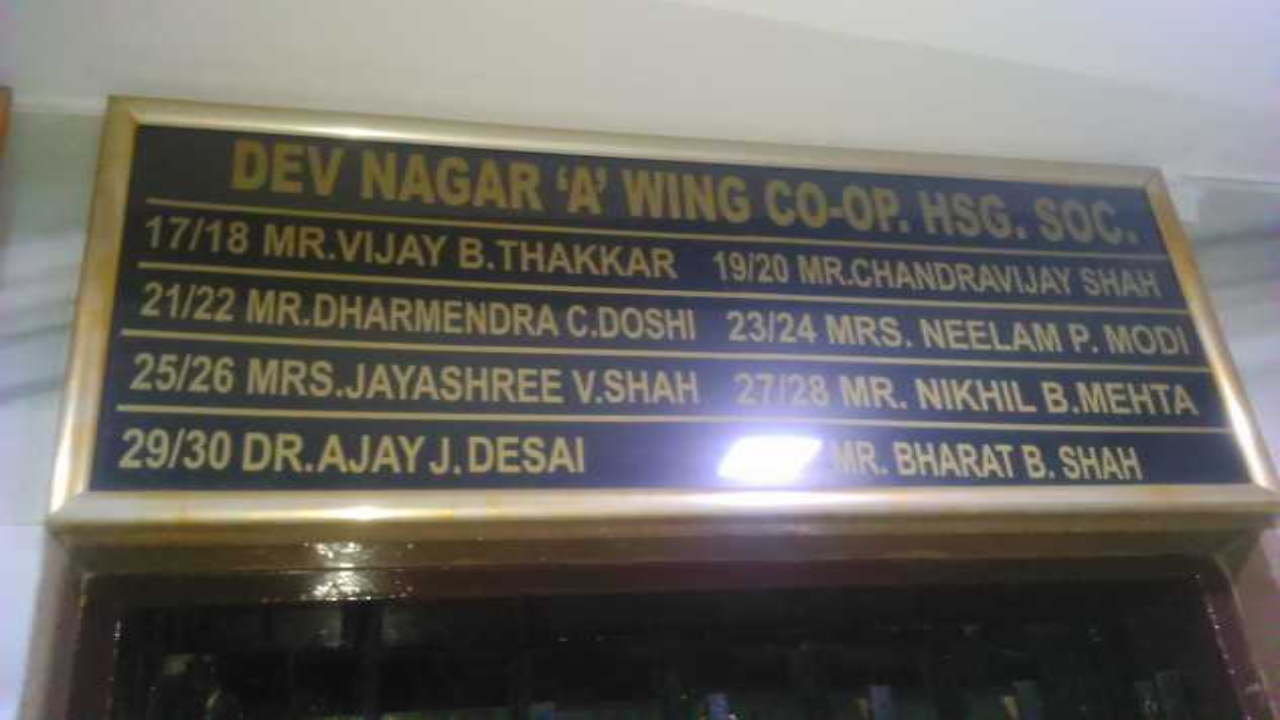 DEV NAGAR ‘A’ WING CO-OP. HSG. SOC.
17/18 MR.VIJAY B.THAKKAR 19/20 MR.CHANDRAVIJAY SHAH
21/22 MR.DHARMENDRA C.DOSHI 23/24 MRS. NEELAM P. MODI
25/26 MRS.JAYASHREE V.SHAH 27/28 MR. NIKHIL B.MEHTA
29/30 DR.AJAY J.DESAI MR. BHARAT B. SHAH